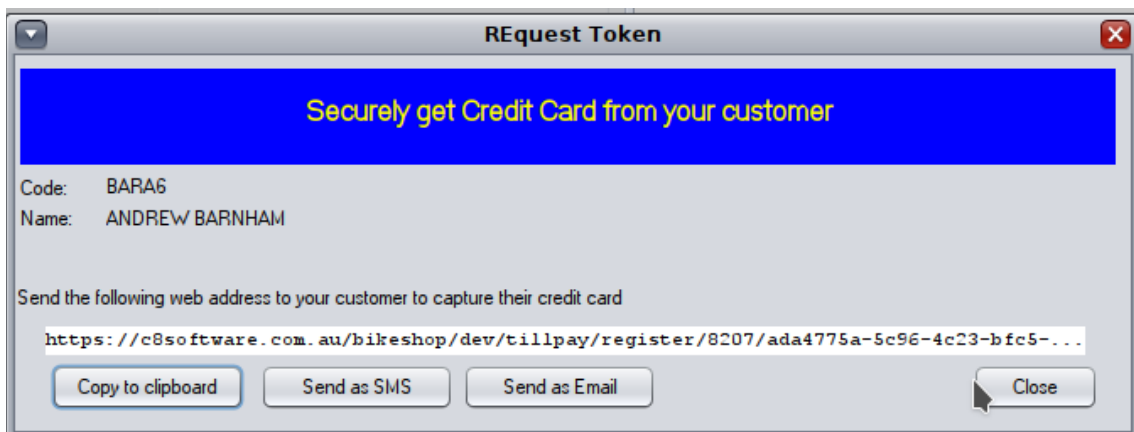 REquest Token
Securely get Credit Card from your customer
Code: BARA6
Name: ANDREW BARNHAM
Send the following web address to your customer to capture their credit card
https://c8software.com.au/bikeshop/dev/tillpay/register/8207/ada4775a-5c96-4c23-bfc5-...
Copy to clipboard Send as SMS Send as Email Close